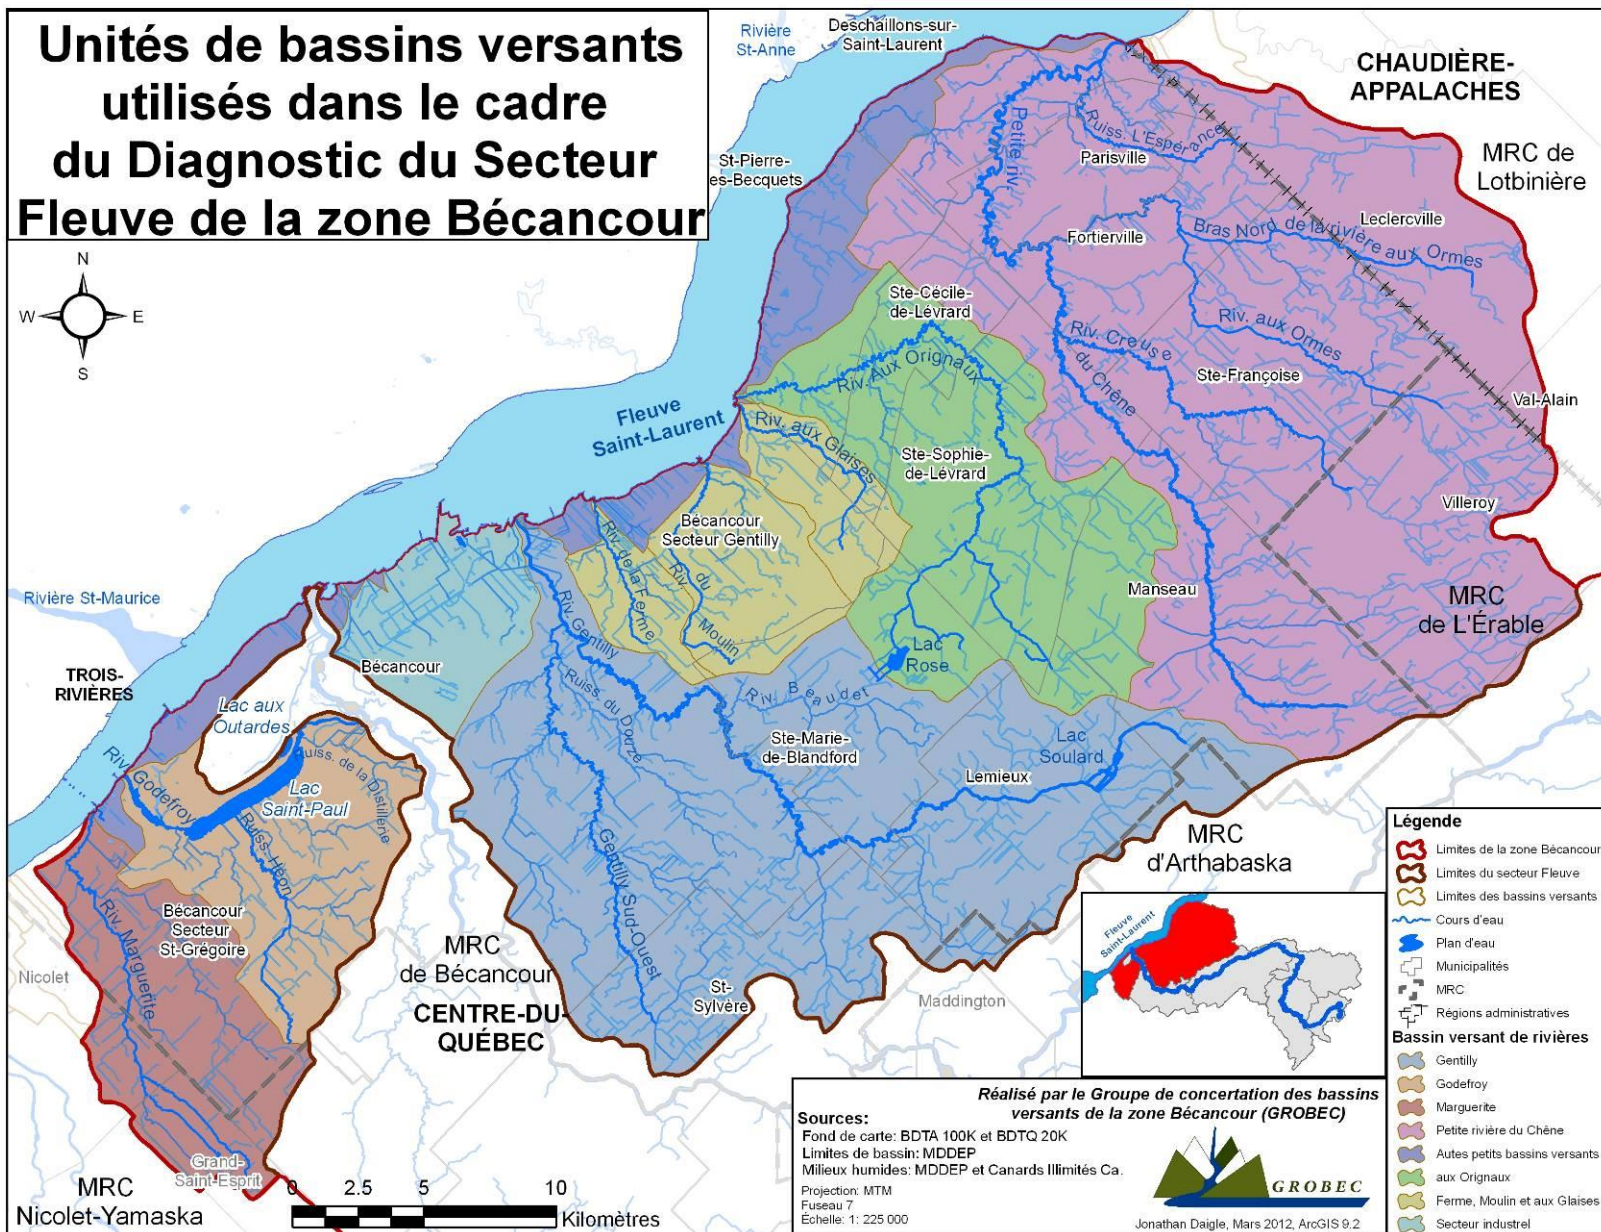 Unités de bassins versants
utilisés dans le cadre
du Diagnostic du Secteur
Fleuve de la zone Bécancour
N
W
E
S
Rivière
St-Anne
Deschaillons-sur-
Saint-Laurent
CHAUDIÈRE-
APPALACHES
MRC de
Lotbinière
St-Pierre-
es-Becquets
Petite riv.
Ruiss. L'Espérance
Parisville
Leclercville
Fortierville
Bras Nord de la rivière aux Ormes
Ste-Cécile-
de-Lévrard
Riv. aux Ormes
Riv. Creuse
du Chêne
Riv. Aux Orignaux
Ste-Françoise
Val-Alain
Fleuve
Saint-Laurent
Riv. aux Glaises
Ste-Sophie-
de-Lévrard
Villeroy
Bécancour
Secteur Gentilly
Riv. de la Ferme
Riv. du Moulin
Manseau
MRC
de L'Érable
Rivière St-Maurice
Riv. Gentilly
TROIS-
RIVIÈRES
Bécancour
Lac
Rose
Riv. Beaudet
Ruiss. du Douze
Lac aux
Outardes
Riv. Godefroy
Ruiss. de la Distillerie
Lac
Saint-Paul
Ste-Marie-
de-Blandford
Lac
Soulard
Lemieux
Ruiss. Héon
Gentilly Sud-Ouest
MRC
d'Arthabaska
Riv. Marguerite
Bécancour
Secteur
St-Grégoire
Nicolet
MRC
de Bécancour
CENTRE-DU-
QUÉBEC
St-
Sylvère
Maddington
Grand-
Saint-Esprit
MRC
Nicolet-Yamaska
0 2.5 5 10
Kilomètres
Fleuve
Saint-Laurent
Légende
Limites de la zone Bécancour
Limites du secteur Fleuve
Limites des bassins versants
Cours d'eau
Plan d'eau
Municipalités
MRC
Régions administratives
Bassin versant de rivières
Gentilly
Godefroy
Marguerite
Petite rivière du Chêne
Autes petits bassins versants
aux Orignaux
Ferme, Moulin et aux Glaises
Secteur industrel
Réalisé par le Groupe de concertation des bassins
versants de la zone Bécancour (GROBEC)
Sources:
Fond de carte: BDTA 100K et BDTQ 20K
Limites de bassin: MDDEP
Milieux humides: MDDEP et Canards Illimités Ca.
Projection: MTM
Fuseau 7
Échelle: 1: 225 000
GROBEC
Jonathan Daigle, Mars 2012, ArcGIS 9.2